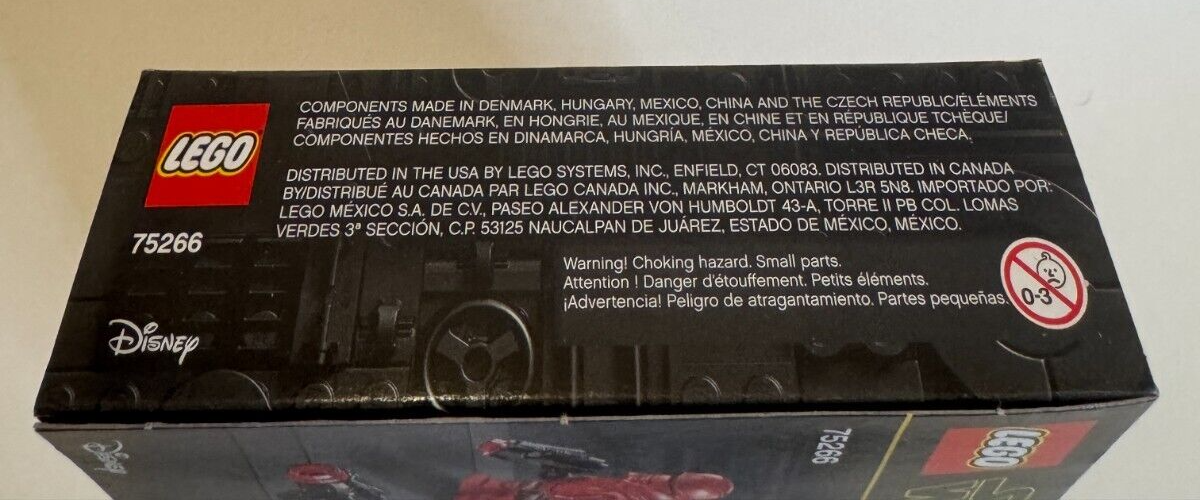 LEGO
COMPONENTS MADE IN DENMARK, HUNGARY, MEXICO, CHINA AND THE CZECH REPUBLIC/ÉLÉMENTS
FABRIQUÉS AU DANEMARK, EN HONGRIE, AU MEXIQUE, EN CHINE ET EN RÉPUBLIQUE TCHÈQUE/
COMPONENTES HECHOS EN DINAMARCA, HUNGRÍA, MÉXICO, CHINA Y REPÚBLICA CHECA.
DISTRIBUTED IN THE USA BY LEGO SYSTEMS, INC., ENFIELD, CT 06083. DISTRIBUTED IN CANADA
BY/DISTRIBUÉ AU CANADA PAR LEGO CANADA INC., MARKHAM, ONTARIO L3R 5N8. IMPORTADO POR:
LEGO MÉXICO S.A. DE C.V., PASEO ALEXANDER VON HUMBOLDT 43-A, TORRE II PB COL. LOMAS
VERDES 3ª SECCIÓN, C.P. 53125 NAUCALPAN DE JUÁREZ, ESTADO DE MÉXICO, MÉXICO.
75266
Warning! Choking hazard. Small parts.
Attention ! Danger d'étouffement. Petits éléments.
¡Advertencia! Peligro de atragantamiento. Partes pequeñas.
0-3
Disney
Disney
75266
LEGO